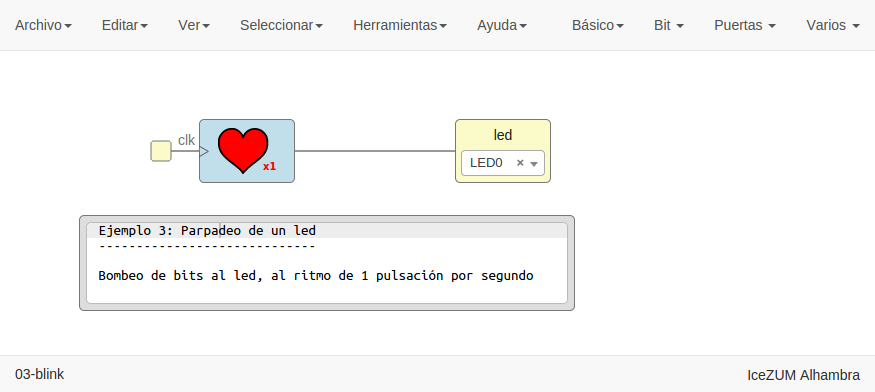 Archivo Editar Ver Seleccionar Herramientas Ayuda Básico Bit Puertas Varios
clk
x1
led
LED0 ×
Ejemplo 3: Parpadeo de un led
-----------------------------
Bombeo de bits al led, al ritmo de 1 pulsación por segundo
03-blink IceZUM Alhambra